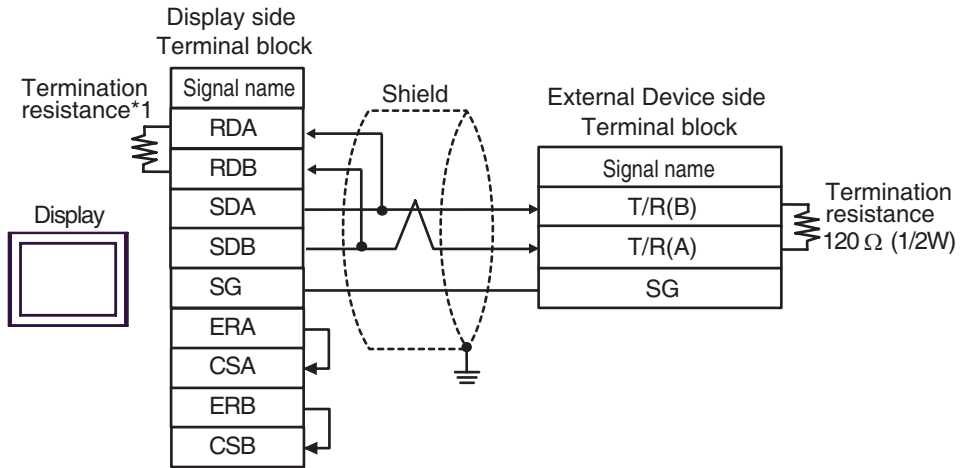 Display side
Terminal block
Termination
resistance*1
Signal name
RDA
RDB
SDA
SDB
SG
ERA
CSA
ERB
CSB
Display
Shield
External Device side
Terminal block
Signal name
T/R(B)
T/R(A)
SG
Termination
resistance
120 Ω (1/2W)